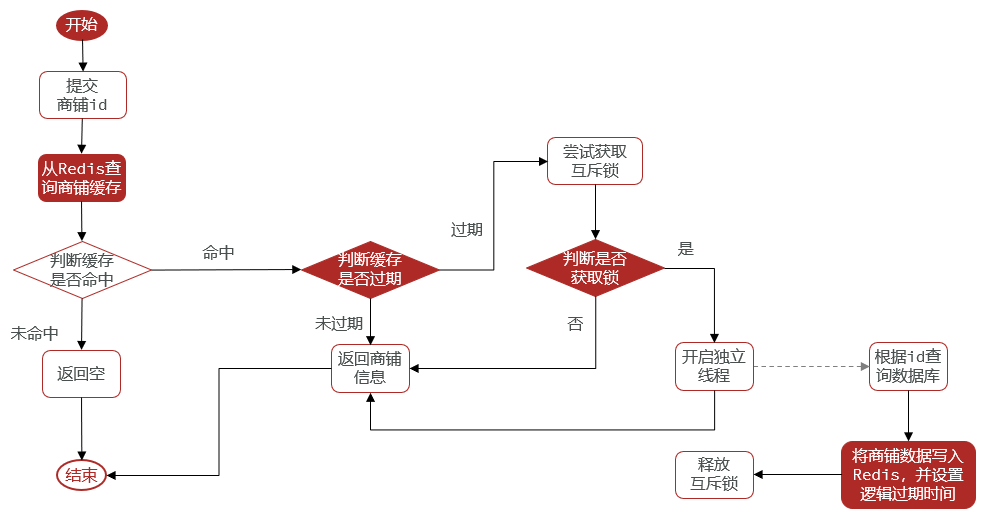 开始
提交
商铺id
从Redis查
询商铺缓存
判断缓存
是否命中
命中
未命中
返回空
结束
判断缓存
是否过期
过期
未过期
返回商铺
信息
尝试获取
互斥锁
判断是否
获取锁
是
否
开启独立
线程
根据id查
询数据库
将商铺数据写入
Redis，并设置
逻辑过期时间
释放
互斥锁